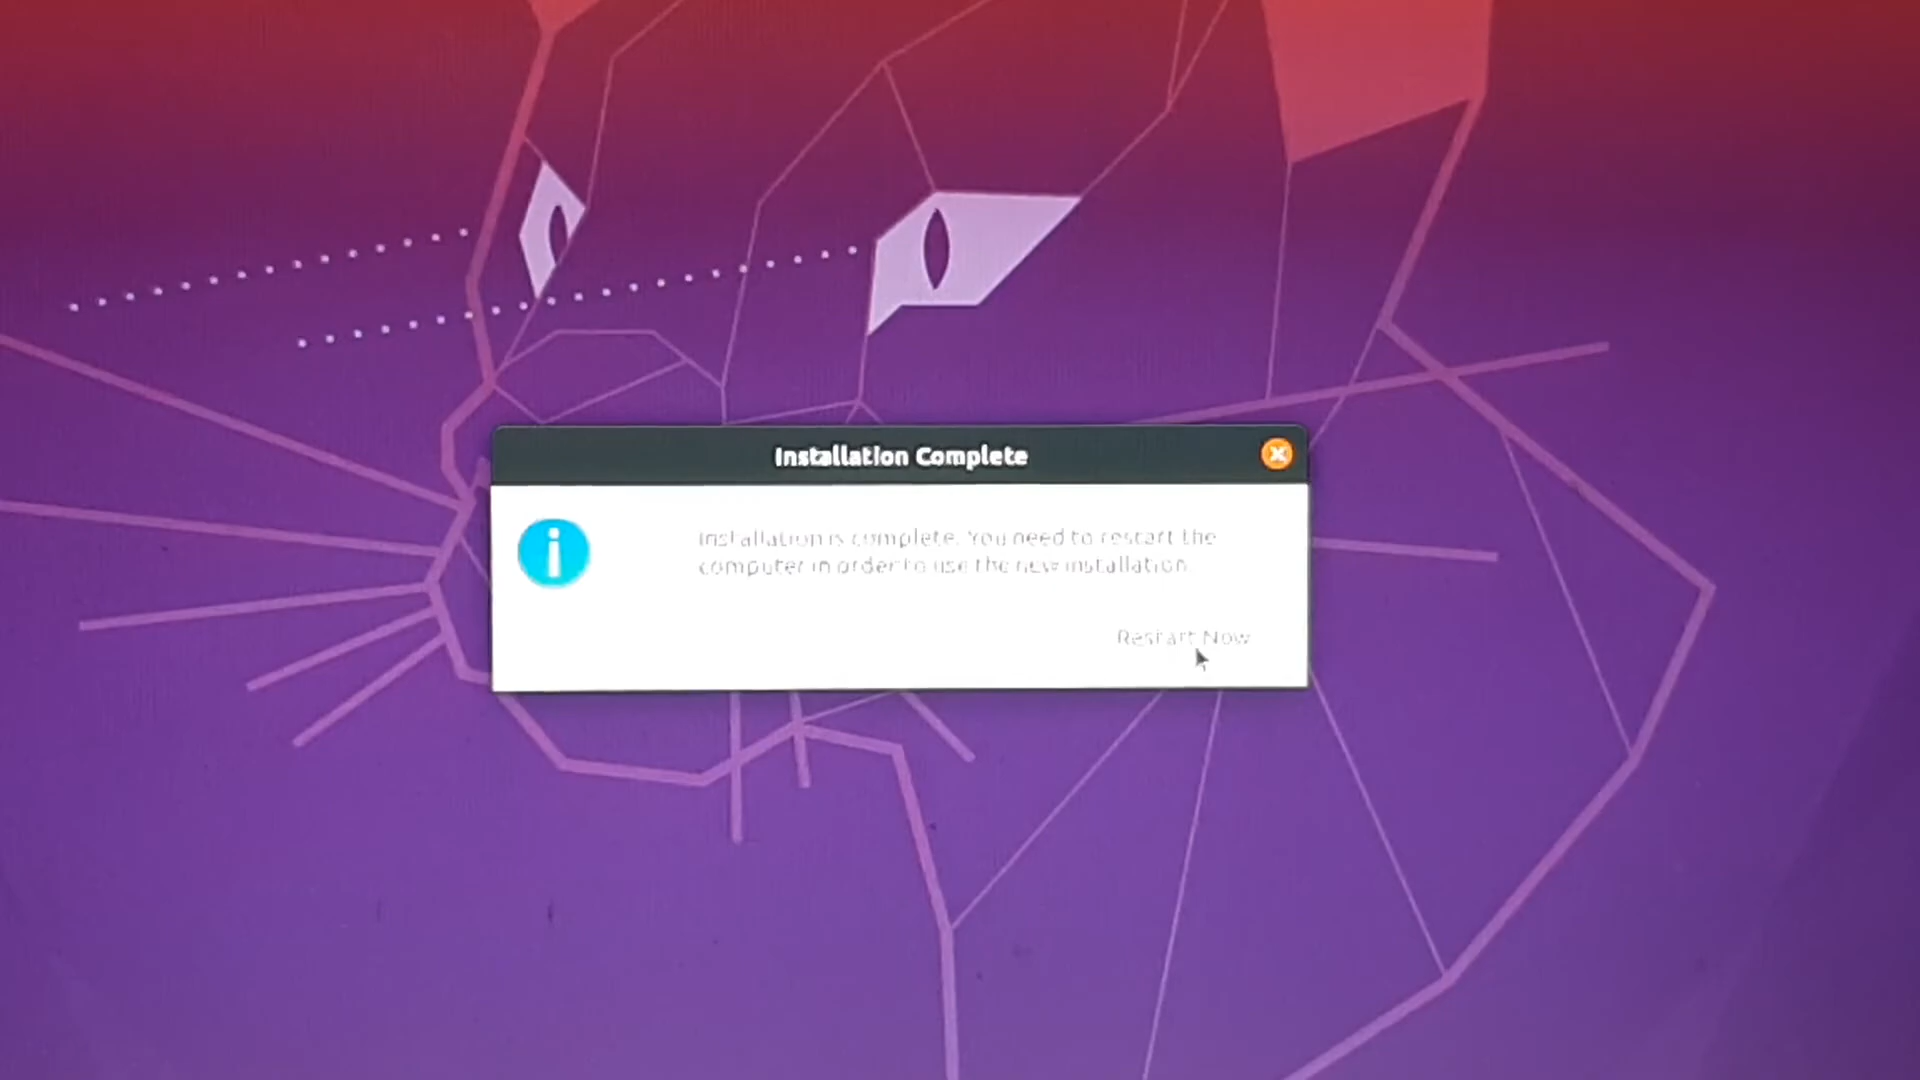 Installation Complete
Installation is complete. You need to restart the
computer in order to use the new installation.
Restart Now